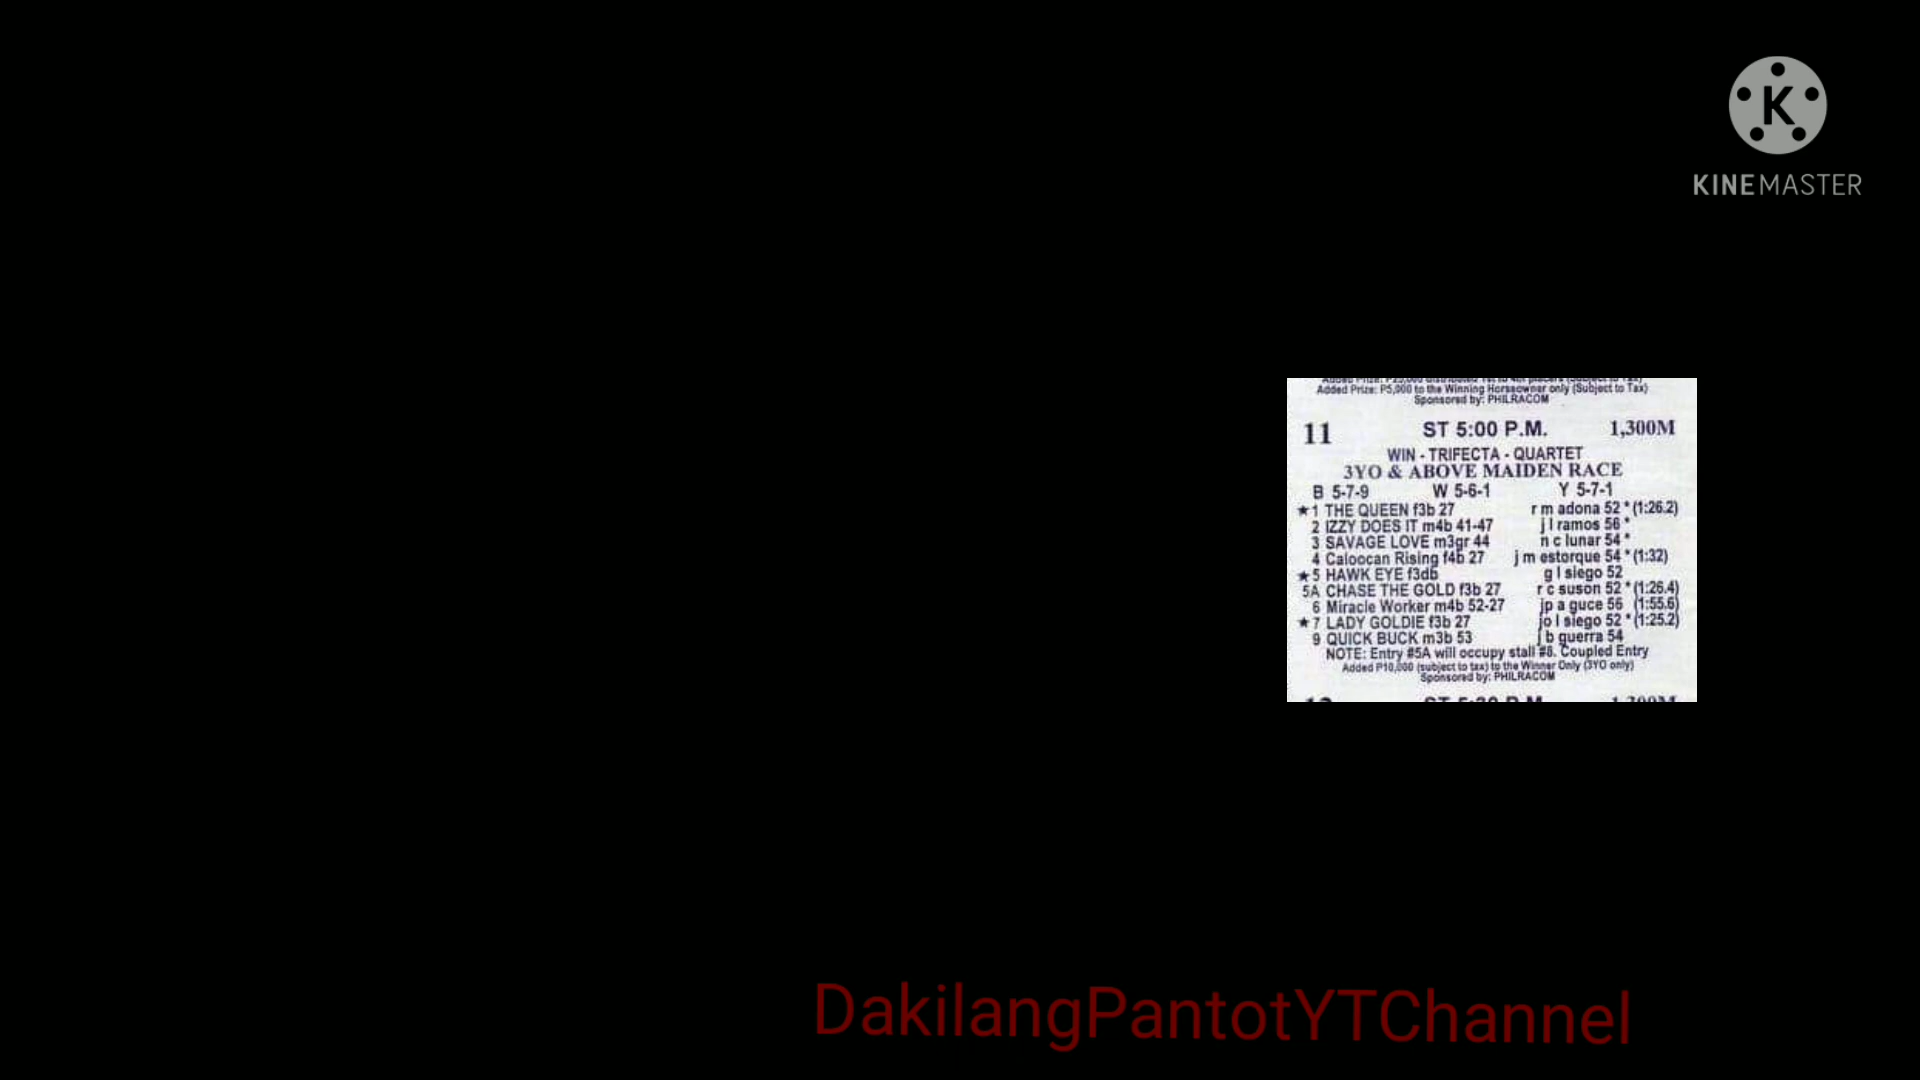 K
KINEMASTER
Added Prize: P5,000 to the Winning Horseowner only (Subject to Tax)
Sponsored by: PHILRACOM
11 ST 5:00 P.M. 1,300M
WIN - TRIFECTA - QUARTET
3YO & ABOVE MAIDEN RACE
B 5-7-9 W 5-6-1 Y 5-7-1
★1 THE QUEEN f3b 27 r m adona 52 * (1:26.2)
2 IZZY DOES IT m4b 41-47 j l ramos 56 *
3 SAVAGE LOVE m3gr 44 n c lunar 54 *
4 Caloocan Rising f4b 27 j m estorque 54 * (1:32)
★5 HAWK EYE f3db g l siego 52
5A CHASE THE GOLD f3b 27 r c suson 52 * (1:26.4)
6 Miracle Worker m4b 52-27 jp a guce 56 (1:55.6)
★7 LADY GOLDIE f3b 27 jo l siego 52 * (1:25.2)
9 QUICK BUCK m3b 53 j b guerra 54
NOTE: Entry #5A will occupy stall #8. Coupled Entry
Added P10,000 (subject to tax) to the Winner Only (3YO only)
Sponsored by: PHILRACOM
DakilangPantotYTChannel